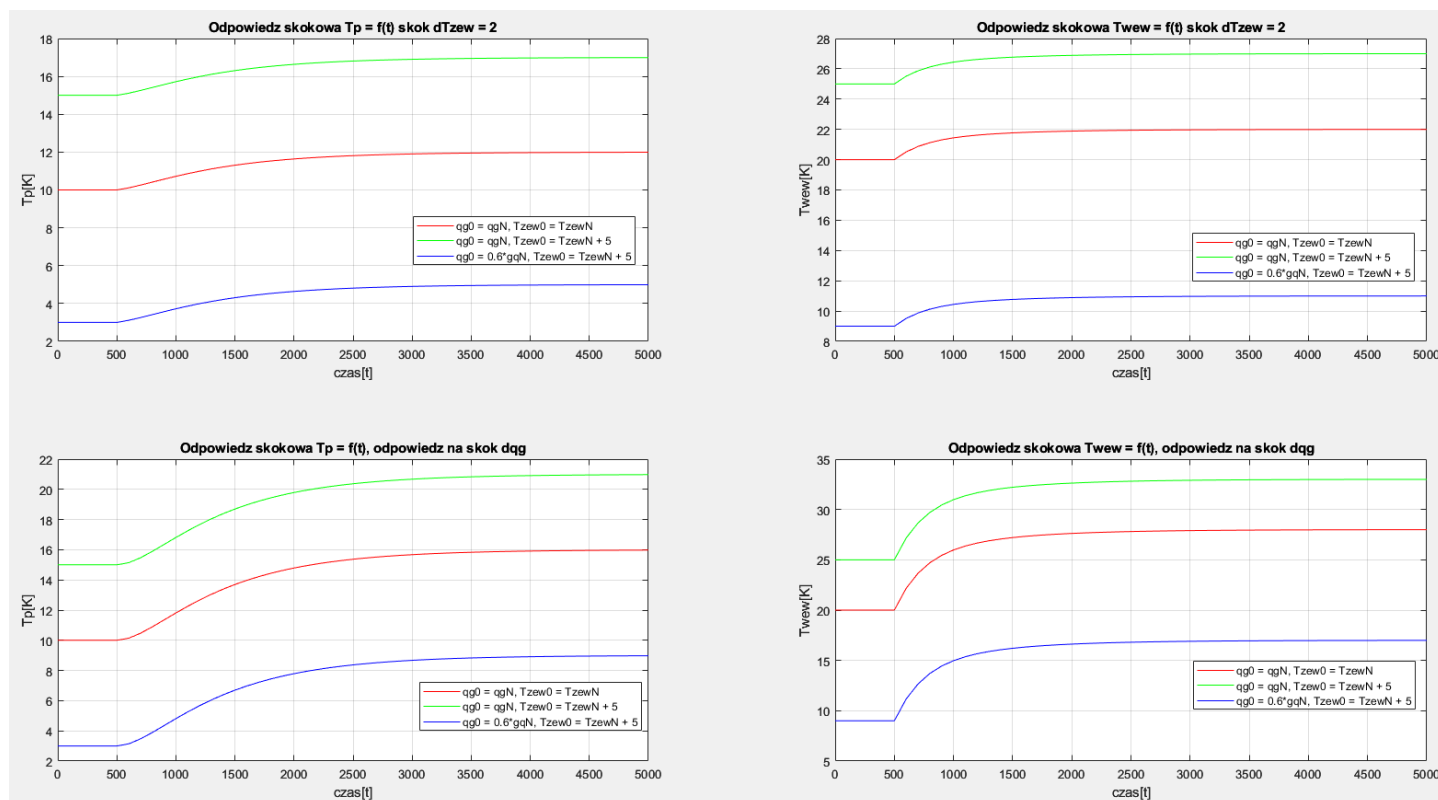 Odpowiedz skokowa Tp = f(t) skok dTzew = 2
Tp[K]
18
16
14
12
10
8
6
4
2
qg0 = qgN, Tzew0 = TzewN
qg0 = qgN, Tzew0 = TzewN + 5
qg0 = 0.6*gqN, Tzew0 = TzewN + 5
0 500 1000 1500 2000 2500 3000 3500 4000 4500 5000
czas[t]
Odpowiedz skokowa Twew = f(t) skok dTzew = 2
Twew[K]
28
26
24
22
20
18
16
14
12
10
8
qg0 = qgN, Tzew0 = TzewN
qg0 = qgN, Tzew0 = TzewN + 5
qg0 = 0.6*gqN, Tzew0 = TzewN + 5
0 500 1000 1500 2000 2500 3000 3500 4000 4500 5000
czas[t]
Odpowiedz skokowa Tp = f(t), odpowiedz na skok dqg
Tp[K]
22
20
18
16
14
12
10
8
6
4
2
qg0 = qgN, Tzew0 = TzewN
qg0 = qgN, Tzew0 = TzewN + 5
qg0 = 0.6*gqN, Tzew0 = TzewN + 5
0 500 1000 1500 2000 2500 3000 3500 4000 4500 5000
czas[t]
Odpowiedz skokowa Twew = f(t), odpowiedz na skok dqg
Twew[K]
35
30
25
20
15
10
5
qg0 = qgN, Tzew0 = TzewN
qg0 = qgN, Tzew0 = TzewN + 5
qg0 = 0.6*gqN, Tzew0 = TzewN + 5
0 500 1000 1500 2000 2500 3000 3500 4000 4500 5000
czas[t]